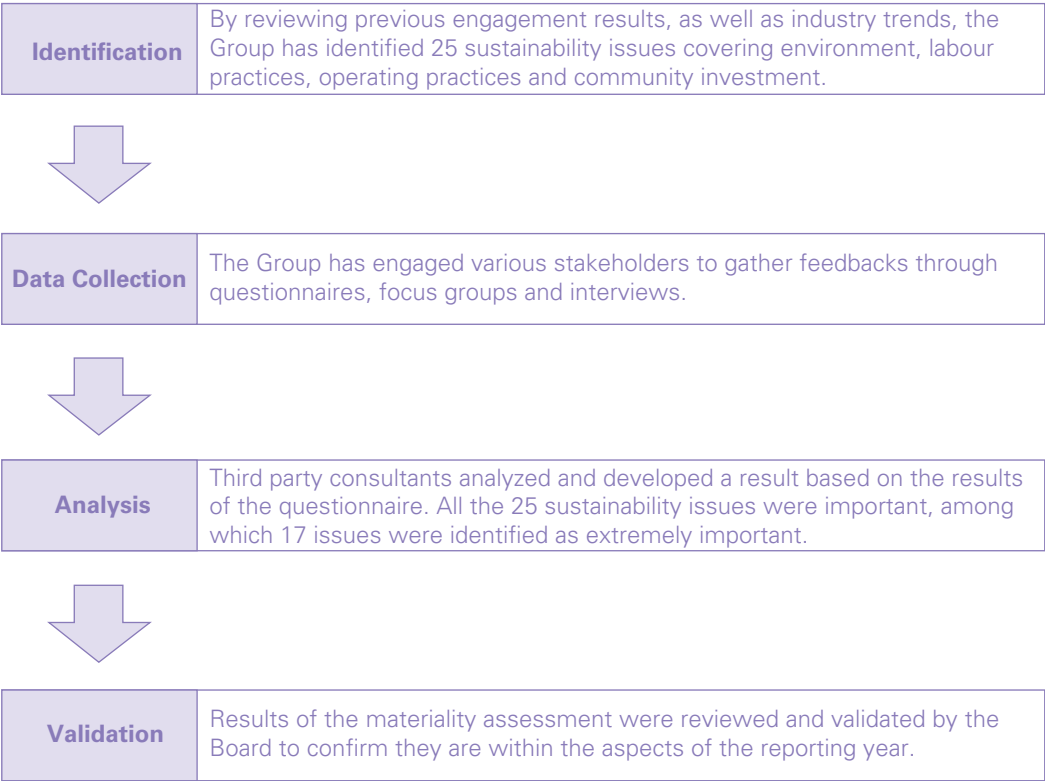 Identification
By reviewing previous engagement results, as well as industry trends, the
Group has identified 25 sustainability issues covering environment, labour
practices, operating practices and community investment.
Data Collection
The Group has engaged various stakeholders to gather feedbacks through
questionnaires, focus groups and interviews.
Analysis
Third party consultants analyzed and developed a result based on the results
of the questionnaire. All the 25 sustainability issues were important, among
which 17 issues were identified as extremely important.
Validation
Results of the materiality assessment were reviewed and validated by the
Board to confirm they are within the aspects of the reporting year.